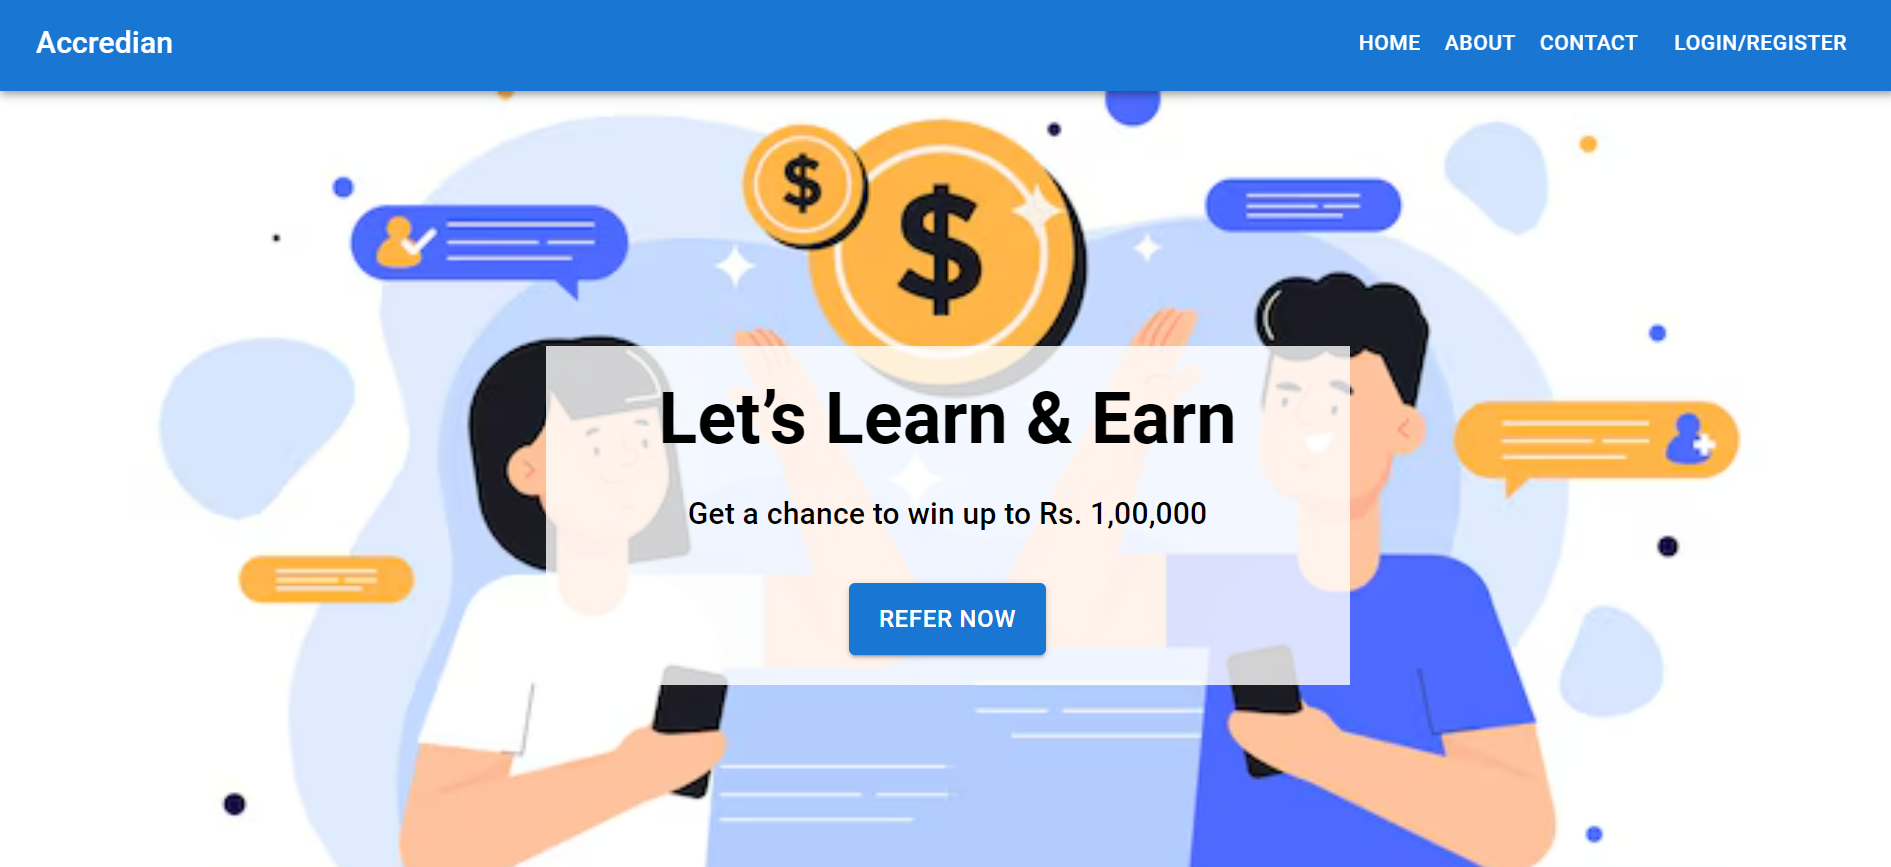 Accredian
HOME ABOUT CONTACT LOGIN/REGISTER
$
$
Let’s Learn & Earn
Get a chance to win up to Rs. 1,00,000
REFER NOW